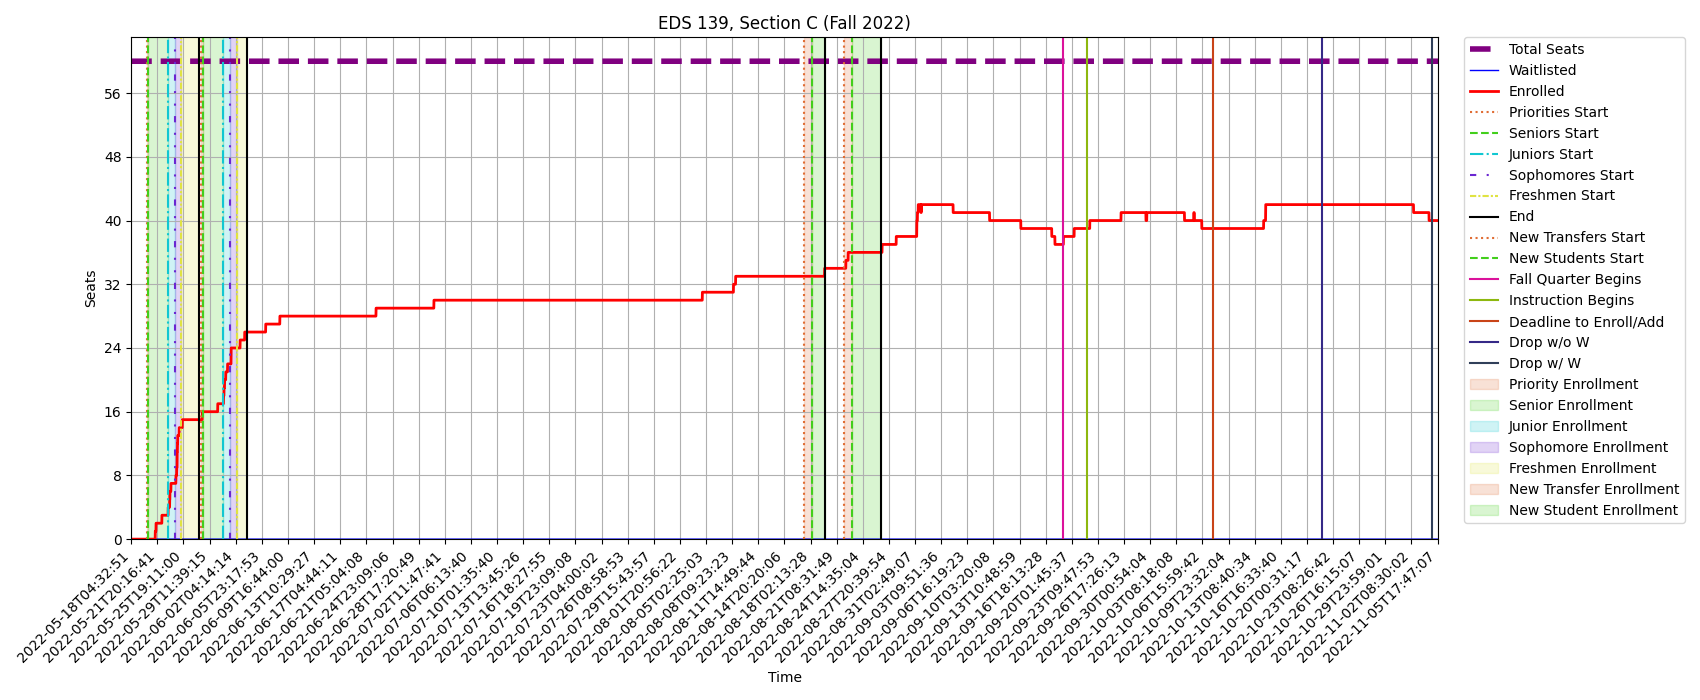 EDS 139, Section C (Fall 2022)
Seats
56
48
40
32
24
16
8
0
2022-05-18T04:32:51
2022-05-21T20:16:41
2022-05-25T19:11:00
2022-05-29T11:39:15
2022-06-02T04:14:14
2022-06-05T23:17:53
2022-06-09T16:44:00
2022-06-13T10:29:27
2022-06-17T04:44:11
2022-06-21T05:04:08
2022-06-24T23:09:06
2022-06-28T17:20:49
2022-07-02T11:47:41
2022-07-06T06:13:40
2022-07-10T01:35:40
2022-07-13T13:45:26
2022-07-16T18:27:55
2022-07-19T23:09:08
2022-07-23T04:00:02
2022-07-26T08:58:53
2022-07-29T15:43:57
2022-08-01T20:56:22
2022-08-05T02:25:03
2022-08-08T09:23:23
2022-08-11T14:49:44
2022-08-14T20:20:06
2022-08-18T02:13:28
2022-08-21T08:31:49
2022-08-24T14:35:04
2022-08-27T20:39:54
2022-08-31T02:49:07
2022-09-03T09:51:36
2022-09-06T16:19:23
2022-09-10T03:20:08
2022-09-13T10:48:59
2022-09-16T18:13:28
2022-09-20T01:45:37
2022-09-23T09:47:53
2022-09-26T17:26:13
2022-09-30T00:54:04
2022-10-03T08:18:08
2022-10-06T15:59:42
2022-10-09T23:32:04
2022-10-13T08:40:34
2022-10-16T16:33:40
2022-10-20T00:31:17
2022-10-23T08:26:42
2022-10-26T16:15:07
2022-10-29T23:59:01
2022-11-02T08:30:02
2022-11-05T17:47:07
Time
Total Seats
Waitlisted
Enrolled
Priorities Start
Seniors Start
Juniors Start
Sophomores Start
Freshmen Start
End
New Transfers Start
New Students Start
Fall Quarter Begins
Instruction Begins
Deadline to Enroll/Add
Drop w/o W
Drop w/ W
Priority Enrollment
Senior Enrollment
Junior Enrollment
Sophomore Enrollment
Freshmen Enrollment
New Transfer Enrollment
New Student Enrollment